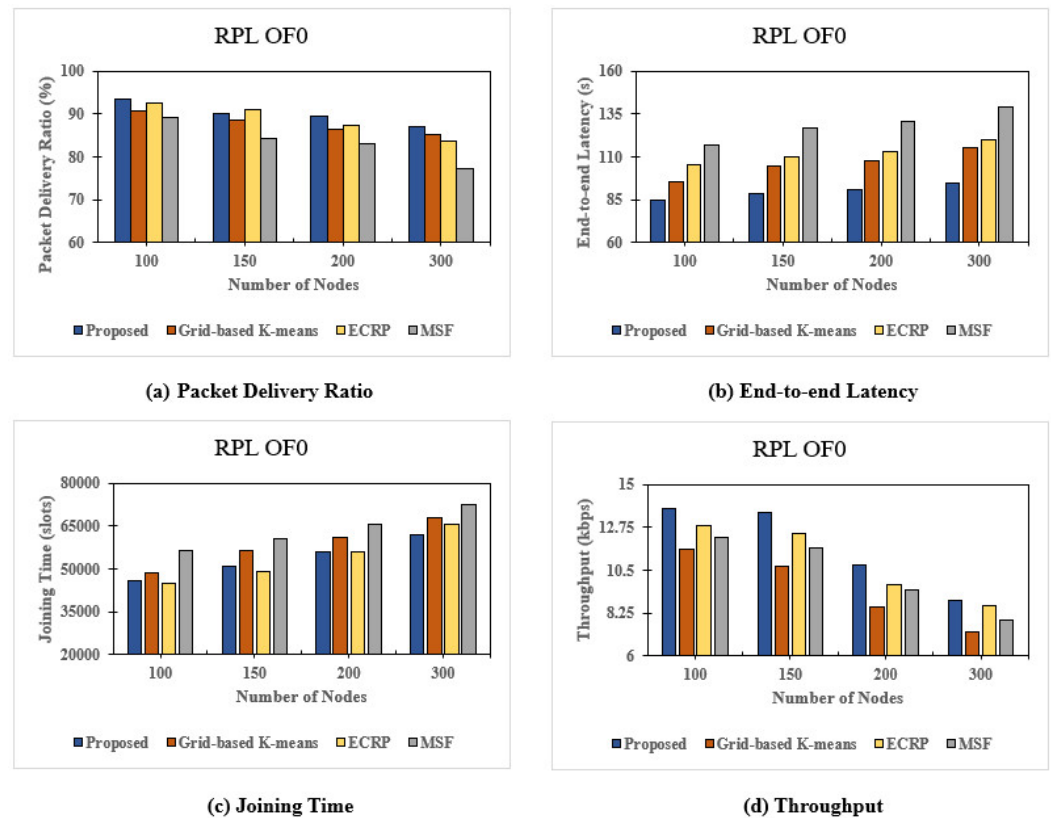 RPL OF0
Packet Delivery Ratio (%)
100
90
80
70
60
100 150 200 300
Number of Nodes
Proposed Grid-based K-means ECRP MSF
(a) Packet Delivery Ratio
RPL OF0
End-to-end Latency (s)
160
135
110
85
60
100 150 200 300
Number of Nodes
Proposed Grid-based K-means ECRP MSF
(b) End-to-end Latency
RPL OF0
Joining Time (slots)
80000
65000
50000
35000
20000
100 150 200 300
Number of Nodes
Proposed Grid-based K-means ECRP MSF
(c) Joining Time
RPL OF0
Throughput (kbps)
15
12.75
10.5
8.25
6
100 150 200 300
Number of Nodes
Proposed Grid-based K-means ECRP MSF
(d) Throughput